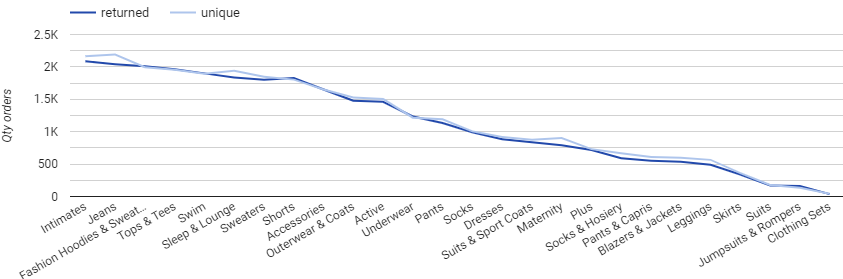 returned unique
2.5K
2K
1.5K
1K
500
0
Qty orders
Intimates
Jeans
Fashion Hoodies & Sweat...
Tops & Tees
Swim
Sleep & Lounge
Sweaters
Shorts
Accessories
Outerwear & Coats
Active
Underwear
Pants
Socks
Dresses
Suits & Sport Coats
Maternity
Plus
Socks & Hosiery
Pants & Capris
Blazers & Jackets
Leggings
Skirts
Suits
Jumpsuits & Rompers
Clothing Sets